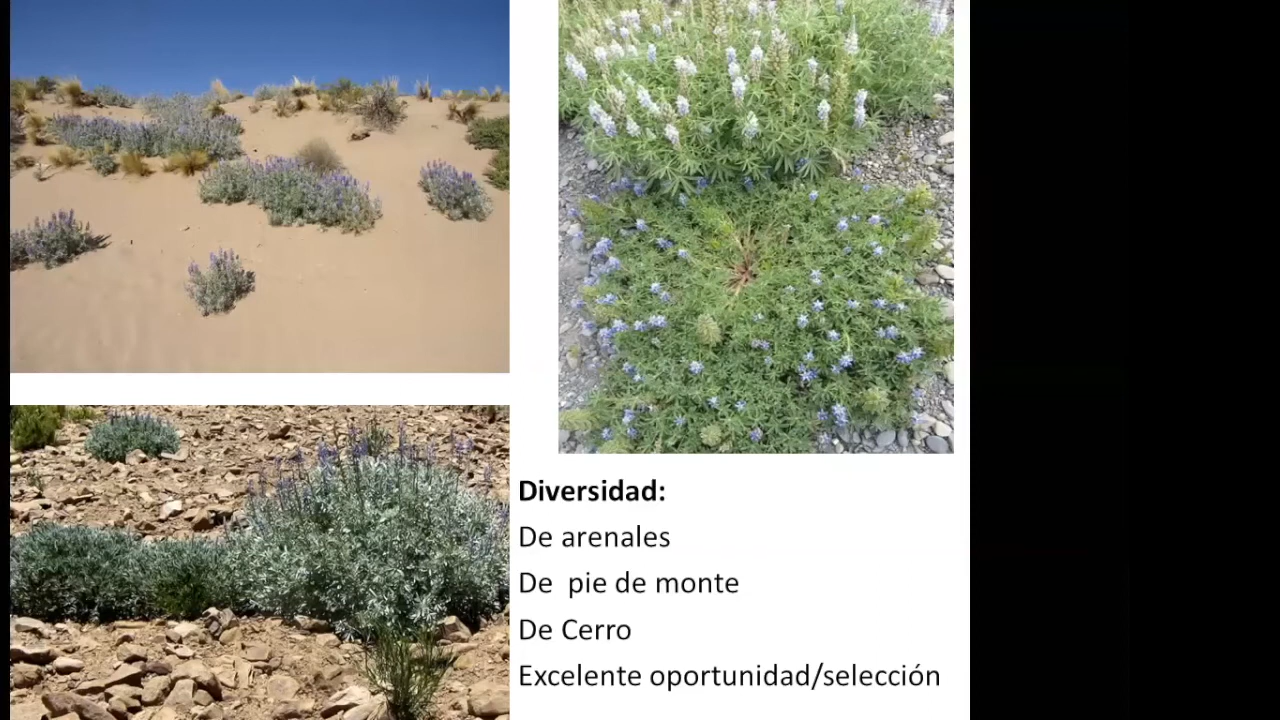 Diversidad:
De arenales
De pie de monte
De Cerro
Excelente oportunidad/selección